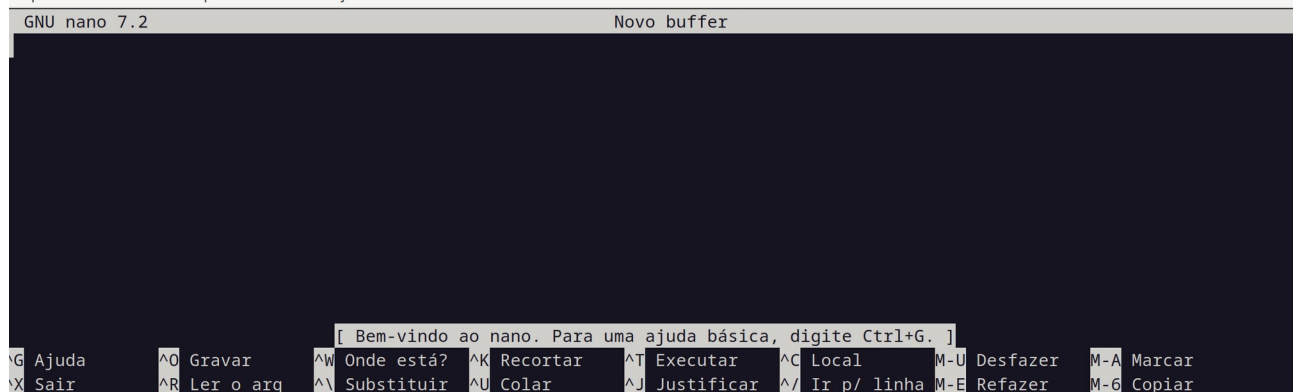 GNU nano 7.2 Novo buffer
[ Bem-vindo ao nano. Para uma ajuda básica, digite Ctrl+G. ]
^G Ajuda ^O Gravar ^W Onde está? ^K Recortar ^T Executar ^C Local M-U Desfazer M-A Marcar
^X Sair ^R Ler o arq ^\ Substituir ^U Colar ^J Justificar ^/ Ir p/ linha M-E Refazer M-6 Copiar